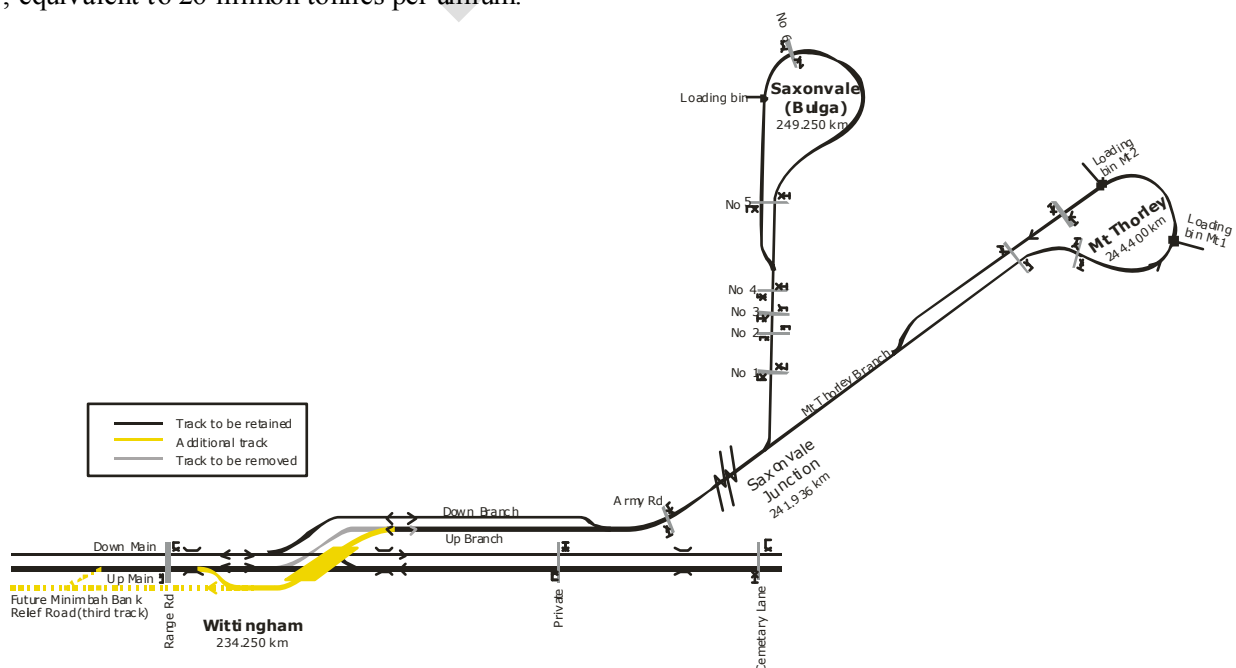 ; equivalent to 20 million tonnes per annum.
No 6
Loading bin
Saxonvale
(Bulga)
249.250 km
No 5
Loading
bin Mt2
Mt Thorley
244.400 km
Loading
bin Mt1
No 4
No 3
No 2
No 1
Mt Thorley Branch
Track to be retained
Additional track
Track to be removed
Saxonvale
Junction
241.936 km
Army Rd
Down Branch
Up Branch
Down Main
Up Main
Future Minimbah Bank
Relef Road (third track)
Range Rd
Wittingham
234.250 km
Private
Cemetary Lane